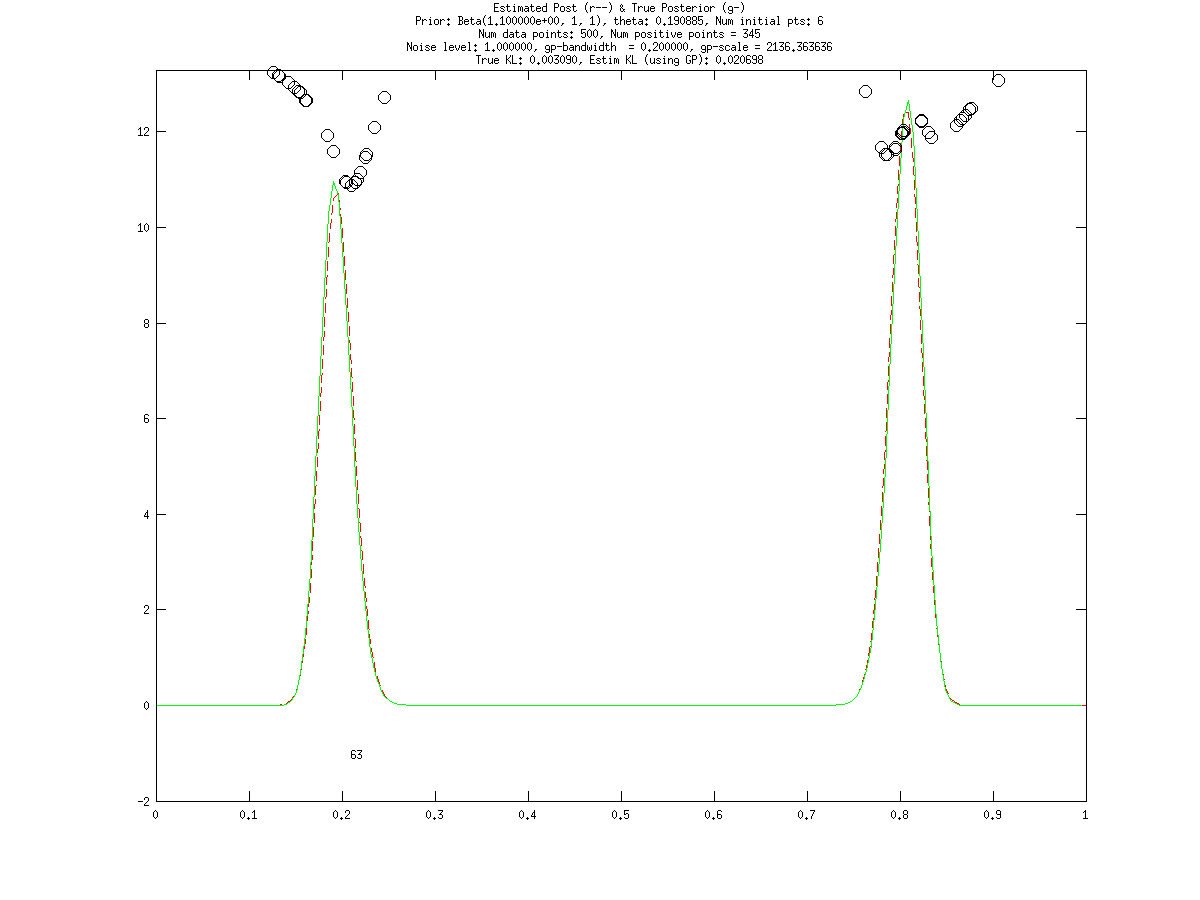 Estimated Post (r--) & True Posterior (g-)
Prior: Beta(1.100000e+00, 1, 1), theta: 0.190885, Num initial pts: 6
Num data points: 500, Num positive points = 345
Noise level: 1.000000, gp-bandwidth  = 0.200000, gp-scale = 2136.363636
True KL: 0.003090, Estim KL (using GP): 0.020698
12
10
8
6
4
2
0
63
-2
0 0.1 0.2 0.3 0.4 0.5 0.6 0.7 0.8 0.9 1